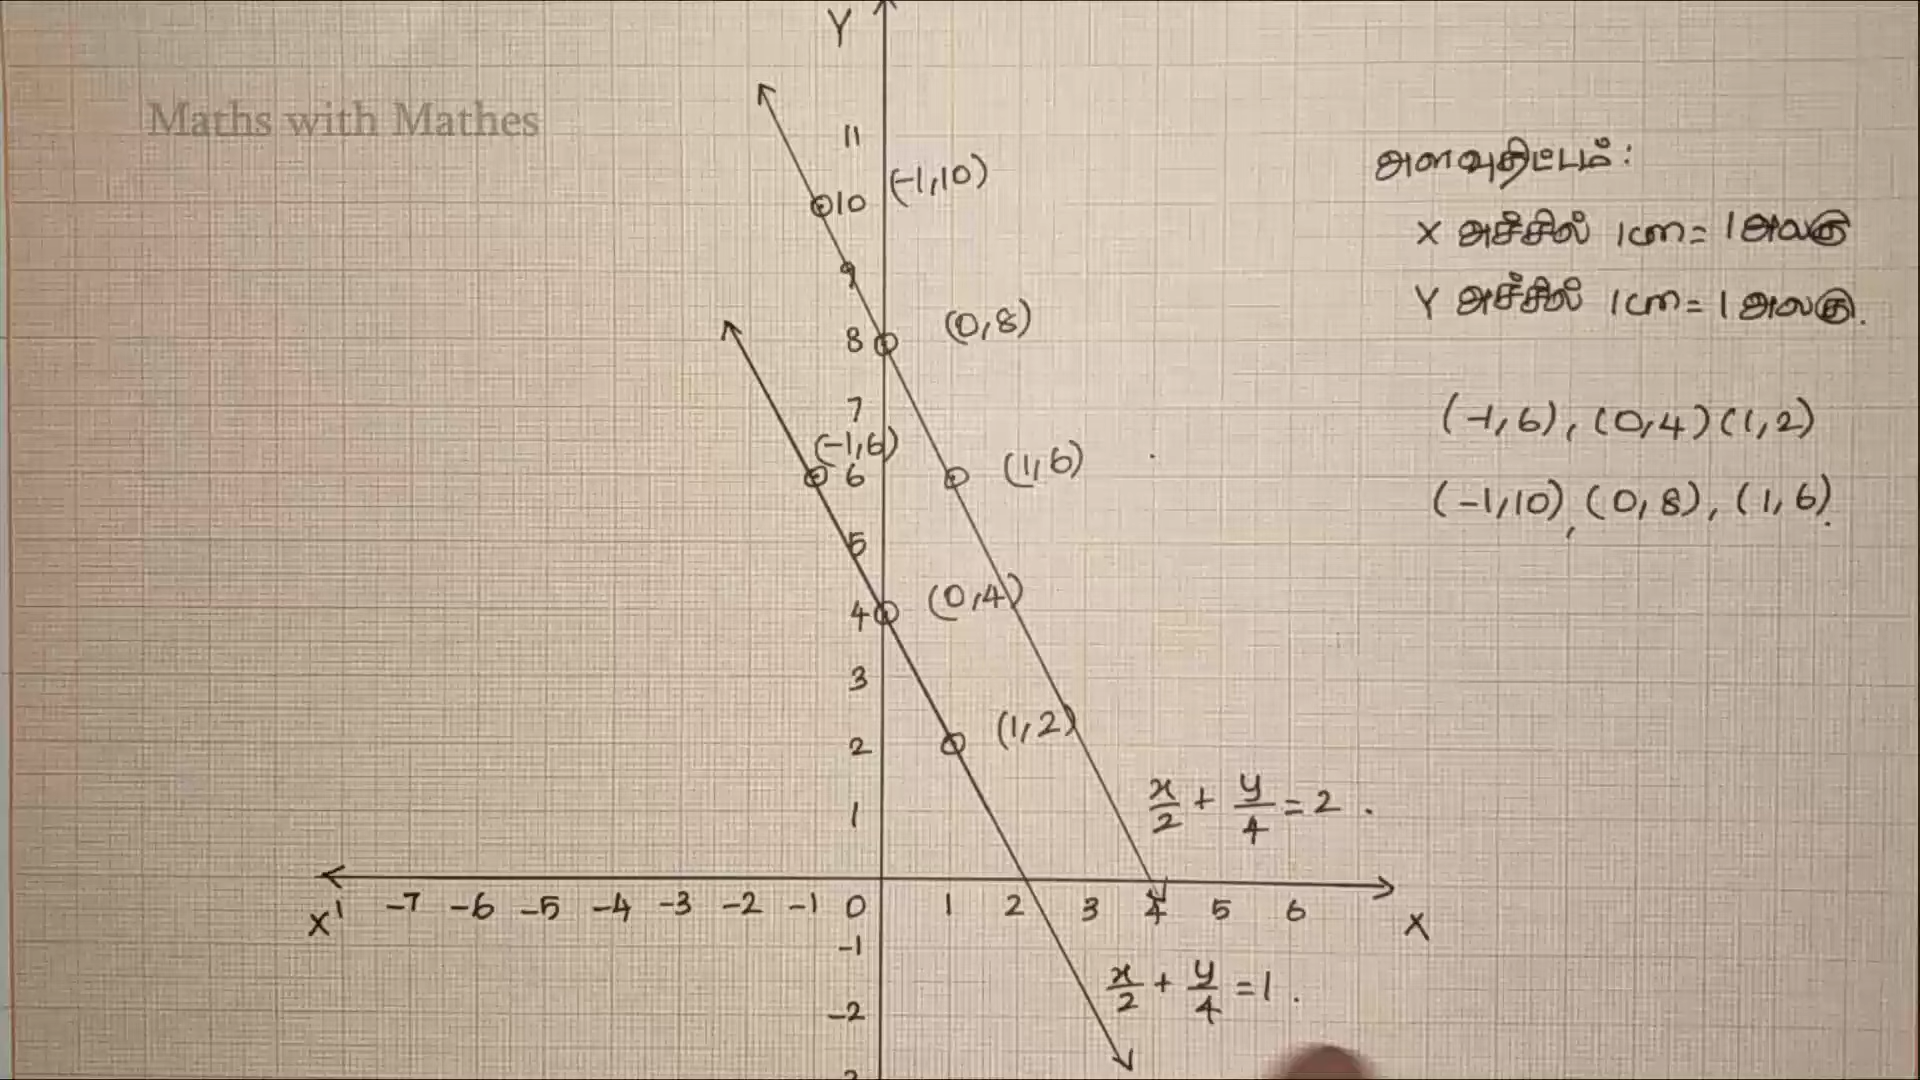 Maths with Mathes
அளவுதிட்டம்:
X அச்சில் 1cm = 1 அலகு
Y அச்சில் 1cm = 1 அலகு.
(-1,6), (0,4) (1,2)
(-1,10), (0,8), (1,6).
Y
11
10 (-1,10)
9
8 (0,8)
7
(-1,6)
6 (1,6)
5
4 (0,4)
3
2 (1,2)
1
x/2 + y/4 = 2.
X' -7 -6 -5 -4 -3 -2 -1 0 1 2 3 4 5 6 X
-1
x/2 + y/4 = 1.
-2